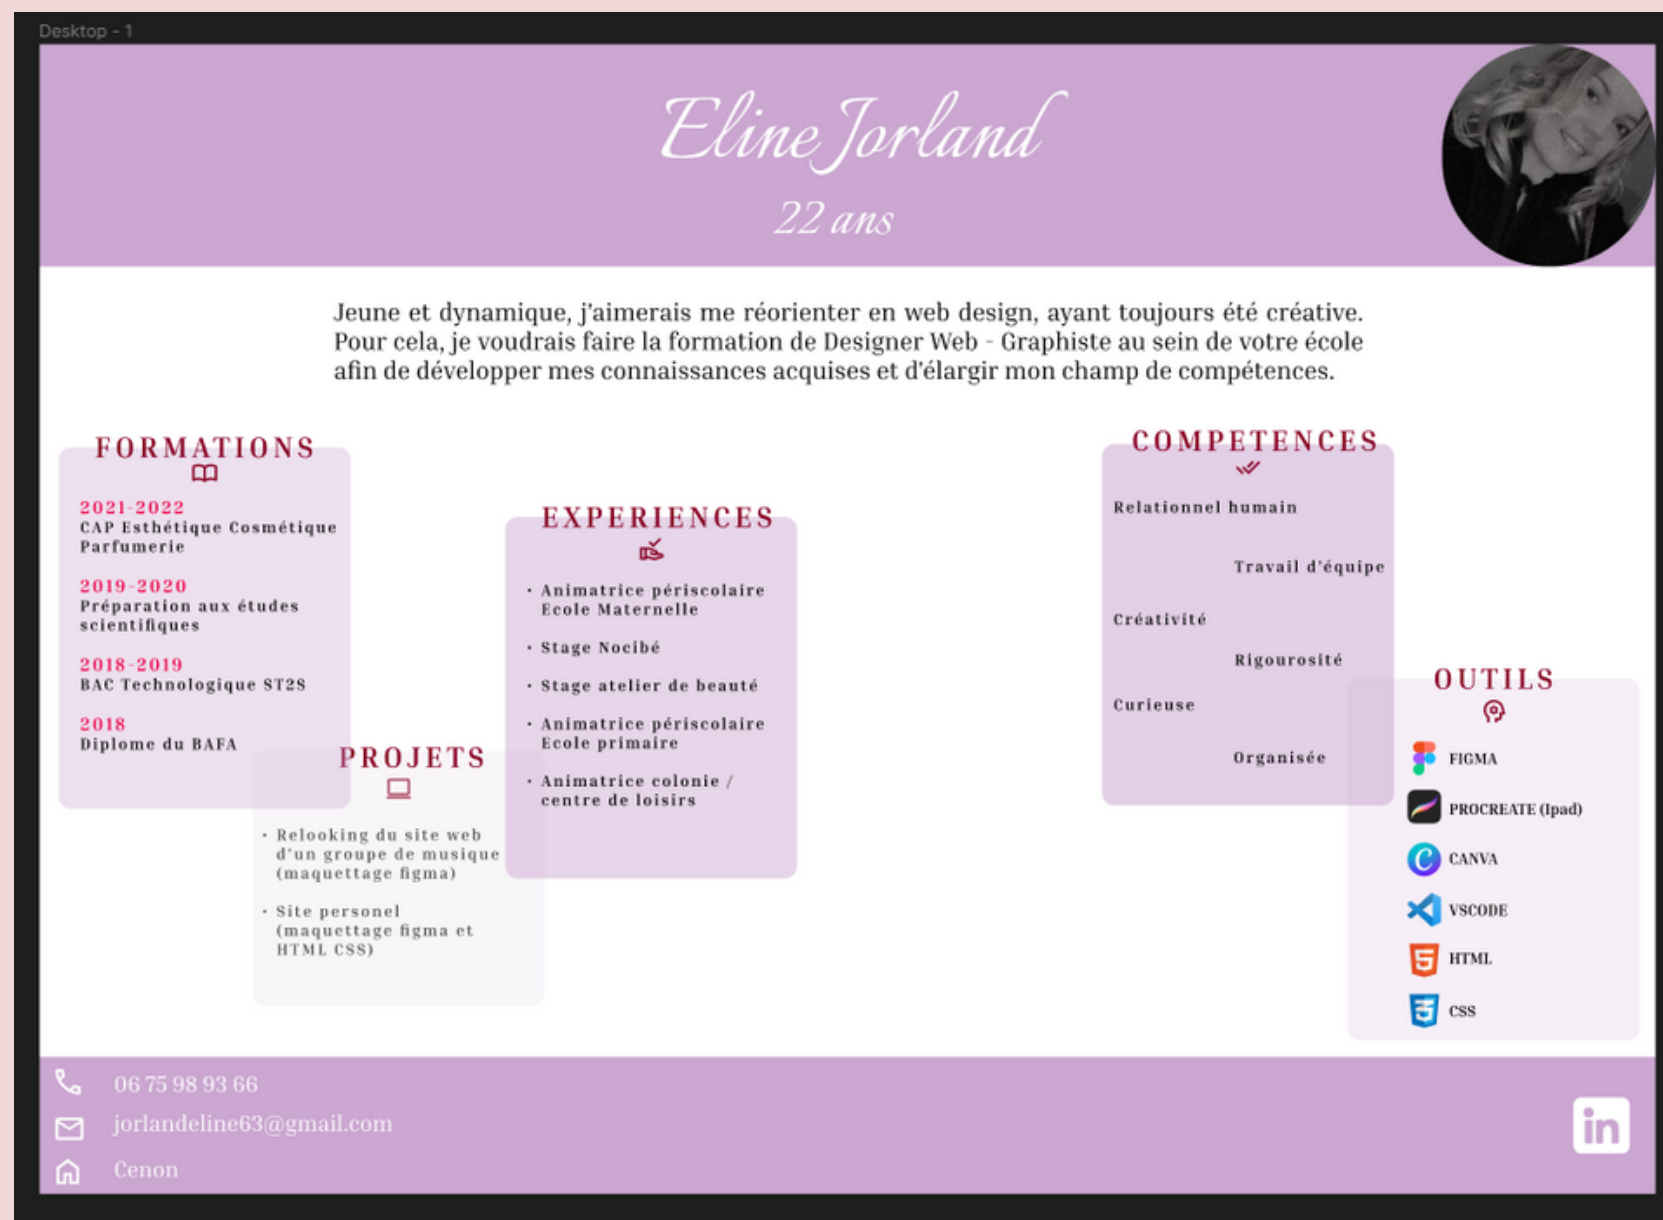 Desktop - 1
Eline Jorland
22 ans
Jeune et dynamique, j'aimerais me réorienter en web design, ayant toujours été créative.
Pour cela, je voudrais faire la formation de Designer Web - Graphiste au sein de votre école
afin de développer mes connaissances acquises et d'élargir mon champ de compétences.
FORMATIONS
2021-2022
CAP Esthétique Cosmétique
Parfumerie
2019-2020
Préparation aux études
scientifiques
2018-2019
BAC Technologique ST2S
2018
Diplome du BAFA
PROJETS
· Relooking du site web
d'un groupe de musique
(maquettage figma)
· Site personel
(maquettage figma et
HTML CSS)
EXPERIENCES
· Animatrice périscolaire
Ecole Maternelle
· Stage Nocibé
· Stage atelier de beauté
· Animatrice périscolaire
Ecole primaire
· Animatrice colonie /
centre de loisirs
COMPETENCES
Relationnel humain
Travail d'équipe
Créativité
Rigourosité
Curieuse
Organisée
OUTILS
FIGMA
PROCREATE (Ipad)
CANVA
VSCODE
HTML
CSS
06 75 98 93 66
jorlandeline63@gmail.com
Cenon
in